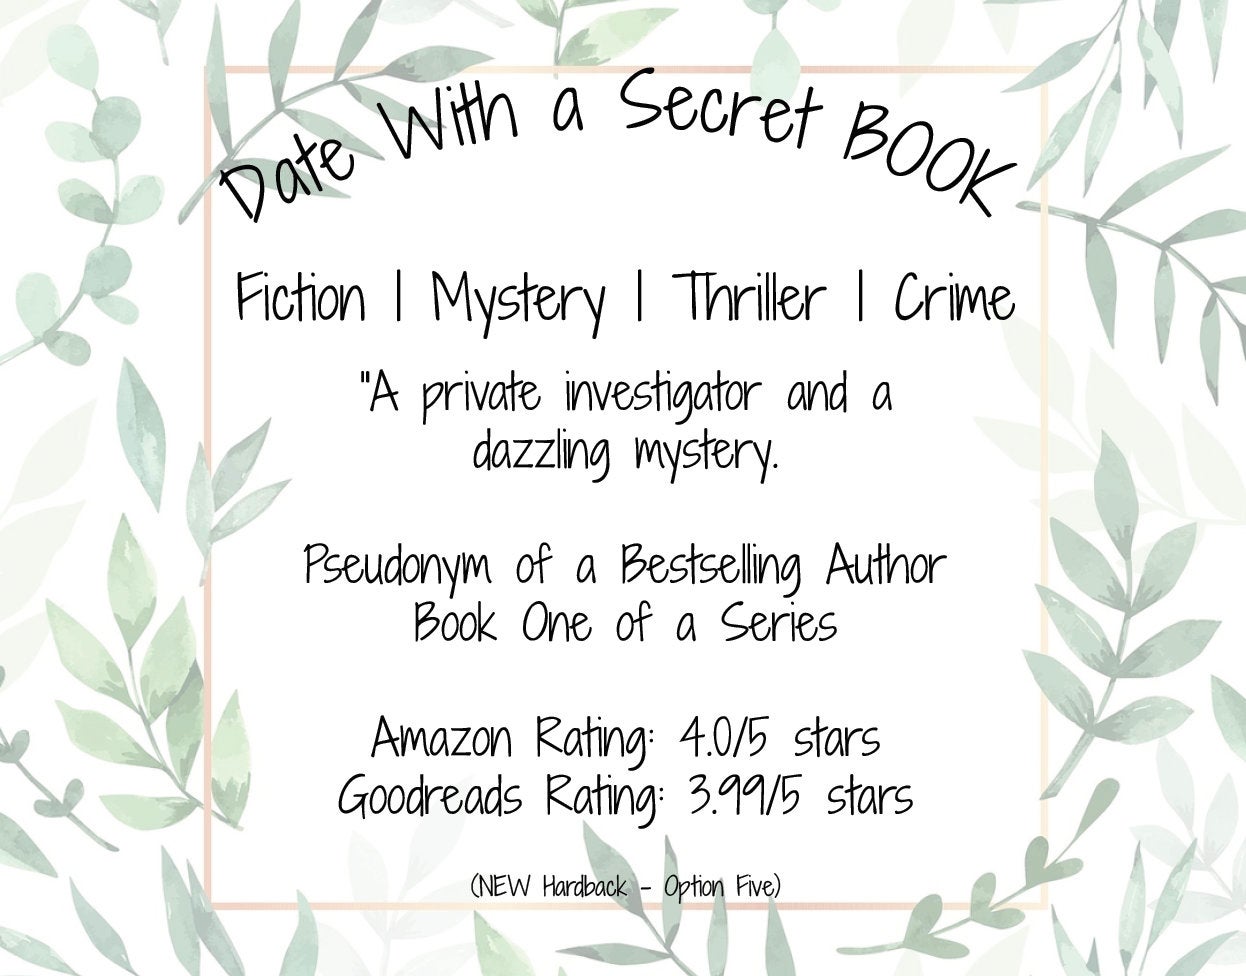 Date With a Secret BOOK
Fiction | Mystery | Thriller | Crime
"A private investigator and a
dazzling mystery.
Pseudonym of a Bestselling Author
Book One of a Series
Amazon Rating: 4.0/5 stars
Goodreads Rating: 3.99/5 stars
(NEW Hardback - Option Five)